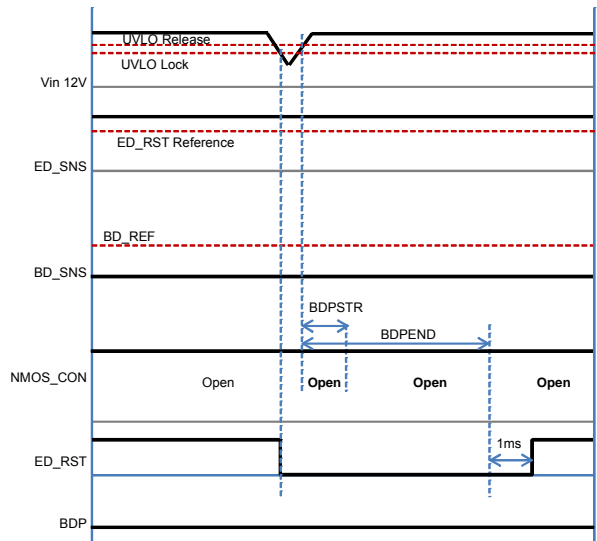 UVLO Release
UVLO Lock
Vin 12V
ED_RST Reference
ED_SNS
BD_REF
BD_SNS
BDPSTR
BDPEND
NMOS_CON
Open
Open
Open
Open
1ms
ED_RST
BDP